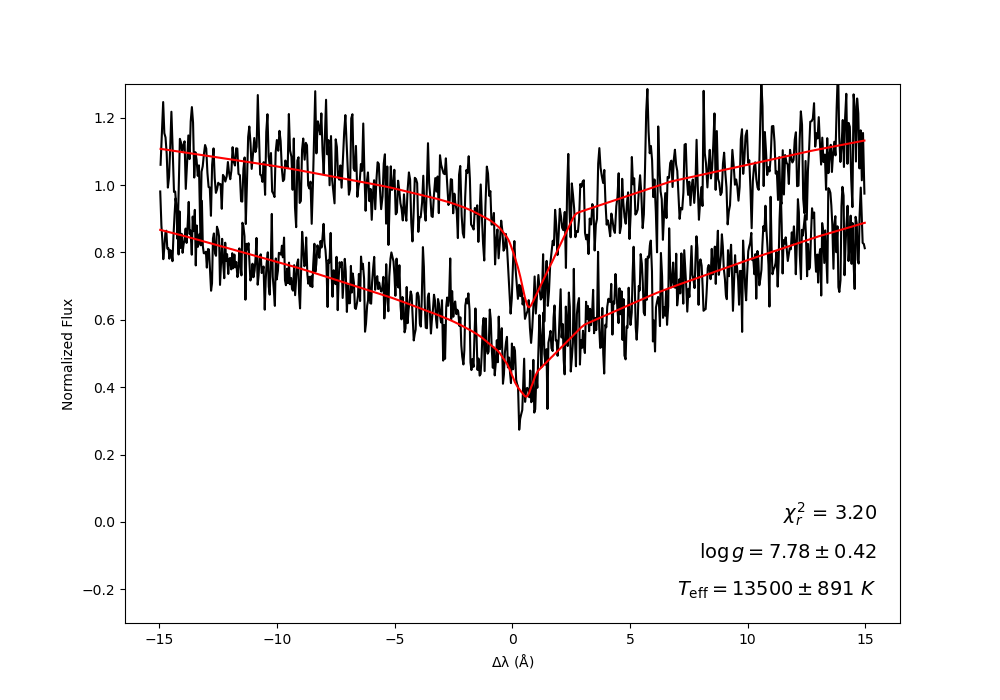 1.2
1.0
0.8
0.6
0.4
0.2
0.0
−0.2
Normalized Flux
−15 −10 −5 0 5 10 15
Δλ (Å)
χ²ᵣ = 3.20
log g = 7.78 ± 0.42
T_eff = 13500 ± 891 K